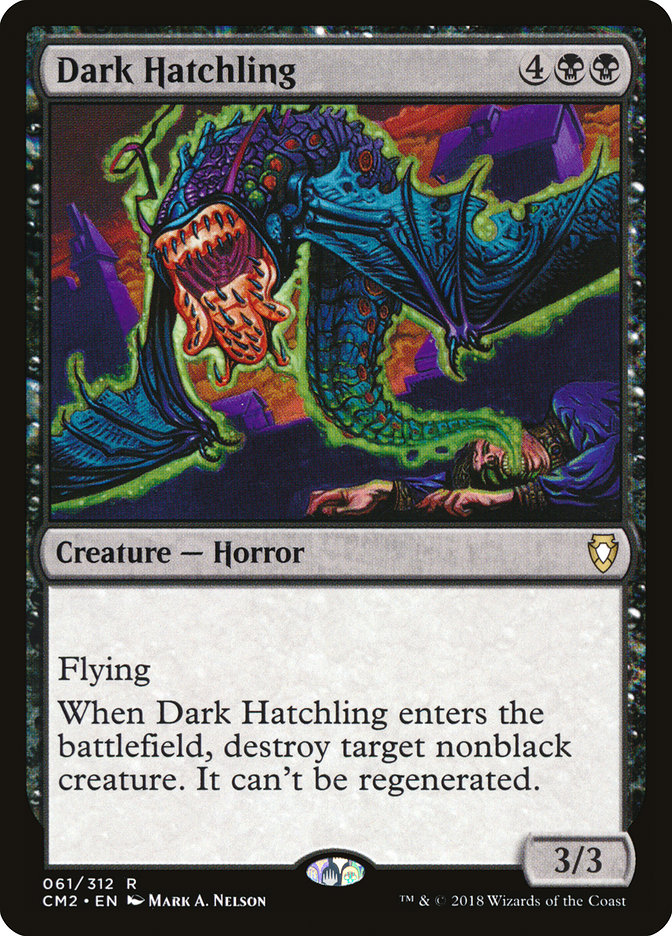 Dark Hatchling 4
Creature — Horror
Flying
When Dark Hatchling enters the
battlefield, destroy target nonblack
creature. It can't be regenerated.
3/3
061/312 R
CM2 • EN Mark A. Nelson
™ & © 2018 Wizards of the Coast